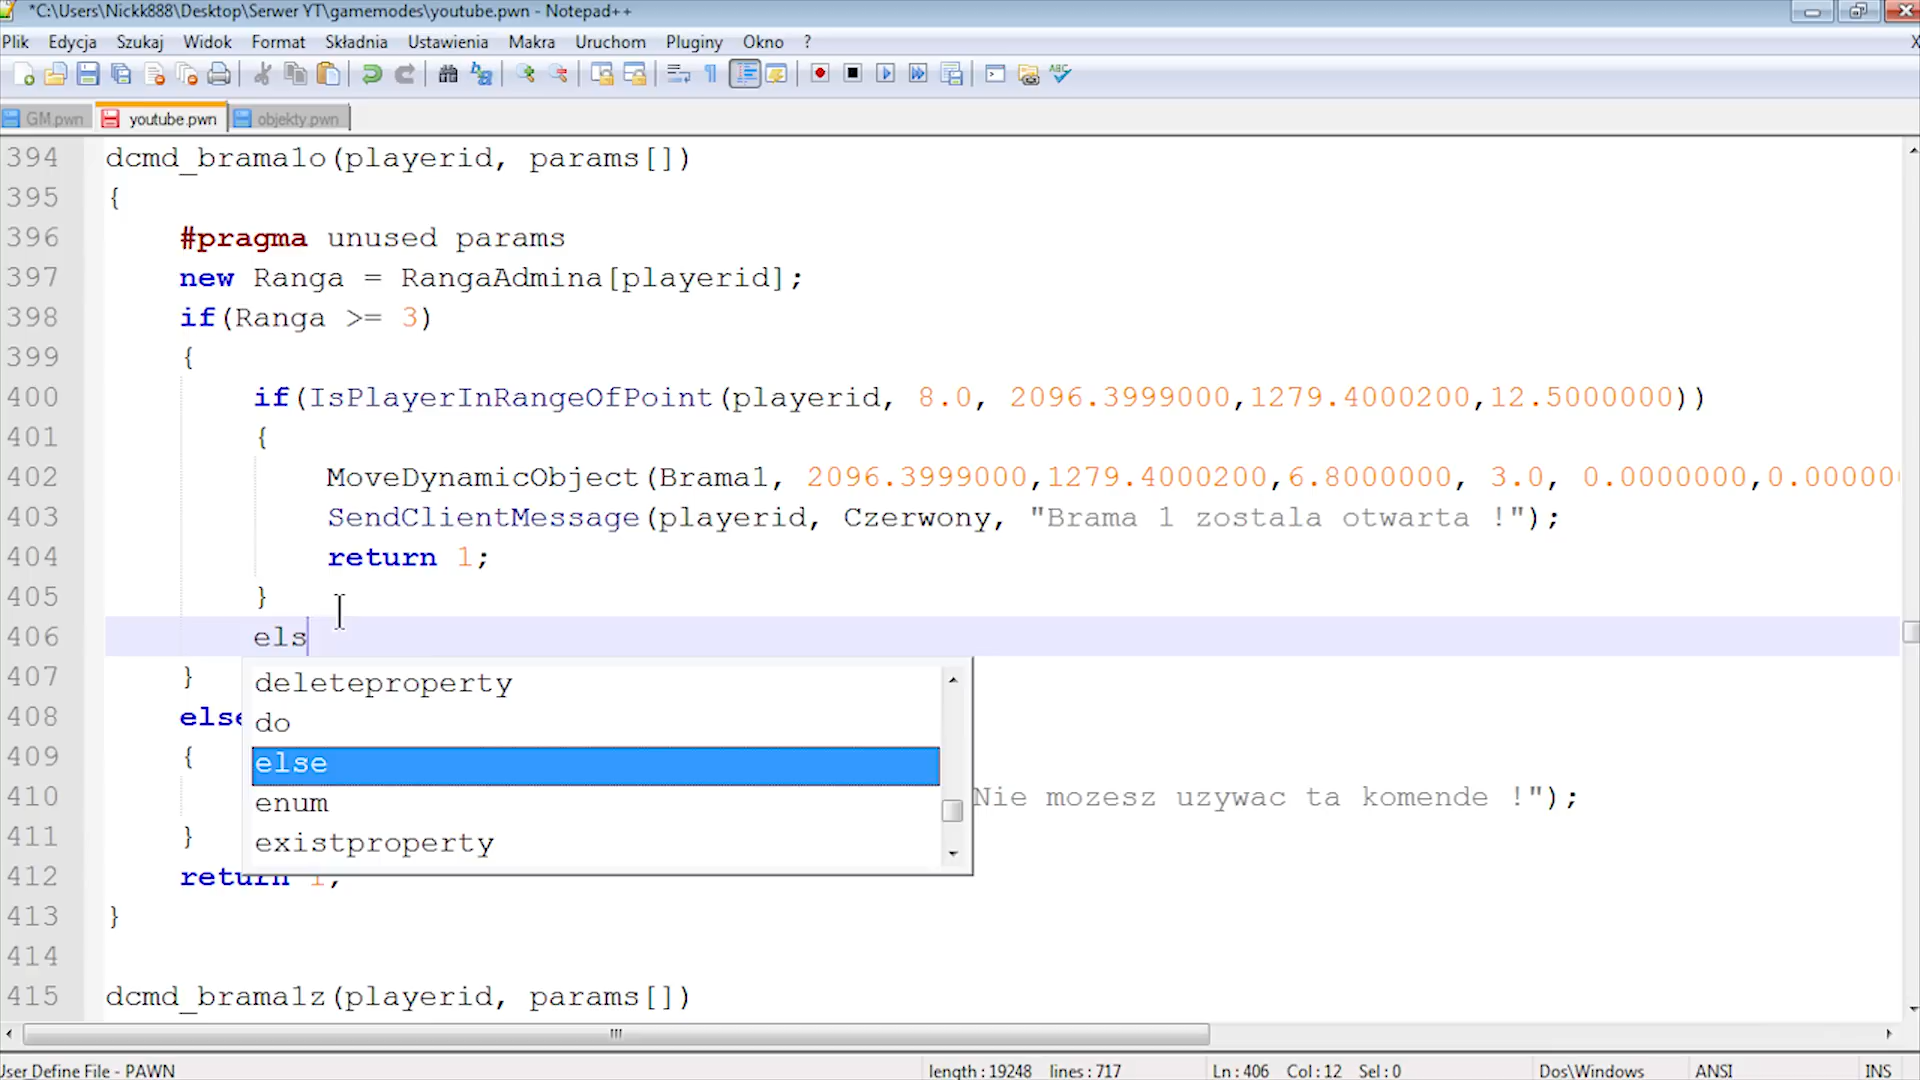 *C:\Users\Nickk888\Desktop\Serwer YT\gamemodes\youtube.pwn - Notepad++
Plik Edycja Szukaj Widok Format Składnia Ustawienia Makra Uruchom Pluginy Okno ? X
GM.pwn youtube.pwn objekty.pwn
394 dcmd_brama1o(playerid, params[])
395 {
396 #pragma unused params
397 new Ranga = RangaAdmina[playerid];
398 if(Ranga >= 3)
399 {
400 if(IsPlayerInRangeOfPoint(playerid, 8.0, 2096.3999000,1279.4000200,12.5000000))
401 {
402 MoveDynamicObject(Brama1, 2096.3999000,1279.4000200,6.8000000, 3.0, 0.0000000,0.00000
403 SendClientMessage(playerid, Czerwony, "Brama 1 zostala otwarta !");
404 return 1;
405 }
406 els
407 }
deleteproperty
408 else
do
409 {
else
410 Nie mozesz uzywac ta komende !");
enum
411 }
existproperty
412 return 1;
413 }
414
415 dcmd_brama1z(playerid, params[])
User Define File - PAWN length : 19248 lines : 717 Ln : 406 Col : 12 Sel : 0 Dos\Windows ANSI INS